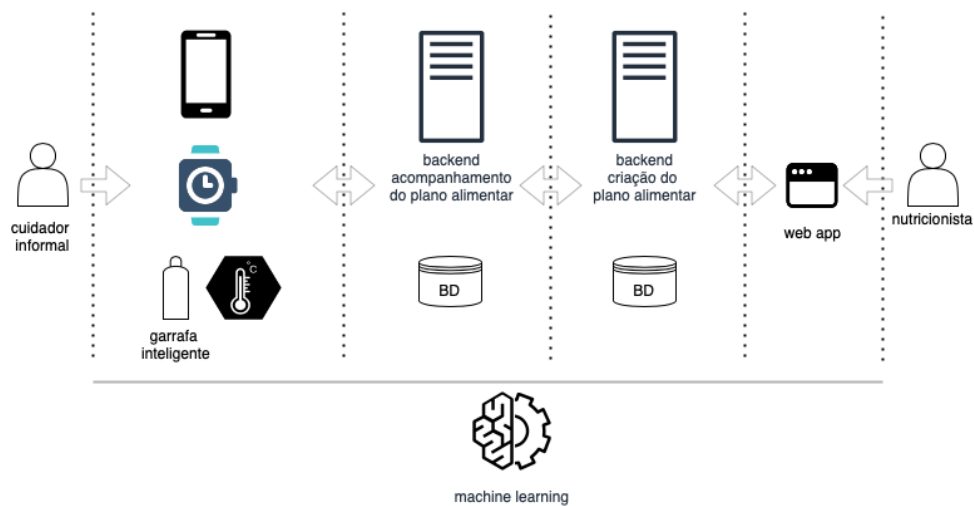 cuidador
informal
°C
garrafa
inteligente
backend
acompanhamento
do plano alimentar
BD
backend
criação do
plano alimentar
BD
web app
nutricionista
machine learning